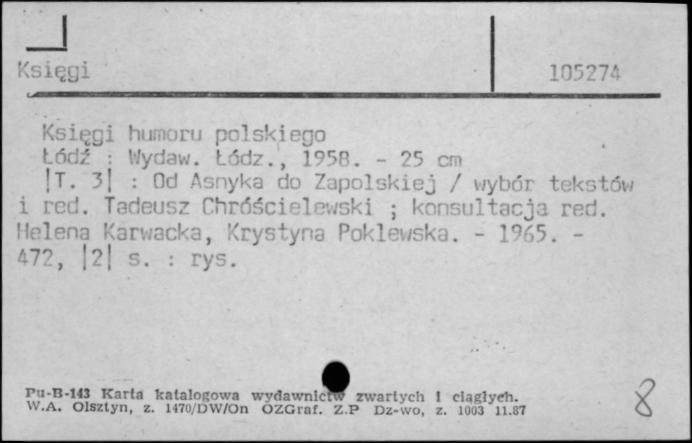 Księgi 105274
Księgi humoru polskiego
Łódź : Wydaw. Łódz., 1958. - 25 cm
|T. 3| : Od Asnyka do Zapolskiej / wybór tekstów
i red. Tadeusz Chróścielewski ; konsultacja red.
Helena Karwacka, Krystyna Poklewska. - 1965. -
472, |2| s. : rys.
Pu-B-143 Karta katalogowa wydawnictw zwartych i ciągłych.
W.A. Olsztyn, z. 1470/DW/On OZGraf. Z.P Dz-wo, z. 1003 11.87
8